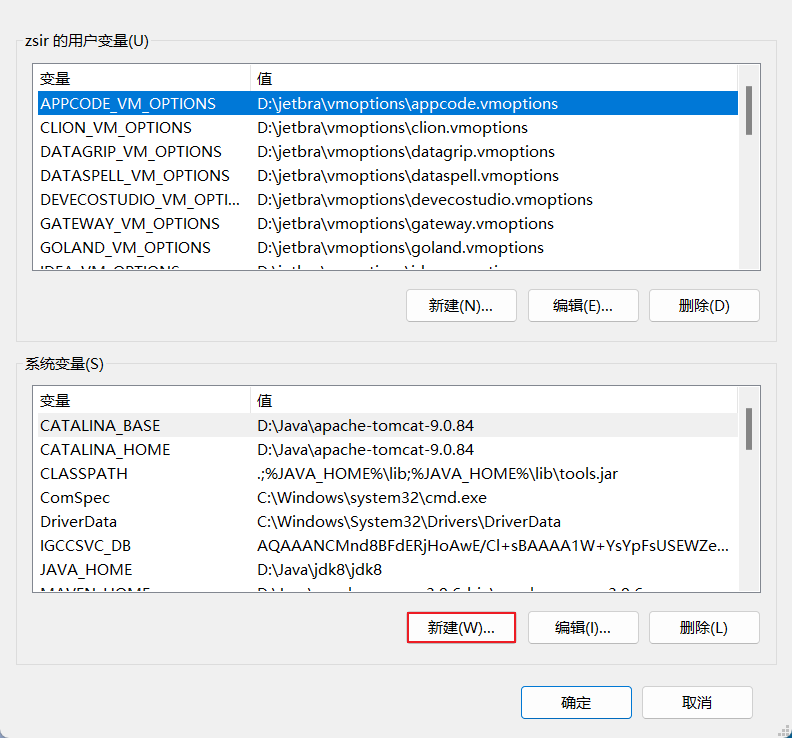 zsir 的用户变量(U)
变量 值
APPCODE_VM_OPTIONS D:\jetbra\vmoptions\appcode.vmoptions
CLION_VM_OPTIONS D:\jetbra\vmoptions\clion.vmoptions
DATAGRIP_VM_OPTIONS D:\jetbra\vmoptions\datagrip.vmoptions
DATASPELL_VM_OPTIONS D:\jetbra\vmoptions\dataspell.vmoptions
DEVECOSTUDIO_VM_OPTI... D:\jetbra\vmoptions\devecostudio.vmoptions
GATEWAY_VM_OPTIONS D:\jetbra\vmoptions\gateway.vmoptions
GOLAND_VM_OPTIONS D:\jetbra\vmoptions\goland.vmoptions
IDEA_VM_OPTIONS
新建(N)... 编辑(E)... 删除(D)
系统变量(S)
变量 值
CATALINA_BASE D:\Java\apache-tomcat-9.0.84
CATALINA_HOME D:\Java\apache-tomcat-9.0.84
CLASSPATH .;%JAVA_HOME%\lib;%JAVA_HOME%\lib\tools.jar
ComSpec C:\Windows\system32\cmd.exe
DriverData C:\Windows\System32\Drivers\DriverData
IGCCSVC_DB AQAAANCMnd8BFdERjHoAwE/Cl+sBAAAA1W+YsYpFsUSEWZe...
JAVA_HOME D:\Java\jdk8\jdk8
MAVEN_HOME
新建(W)... 编辑(I)... 删除(L)
确定 取消